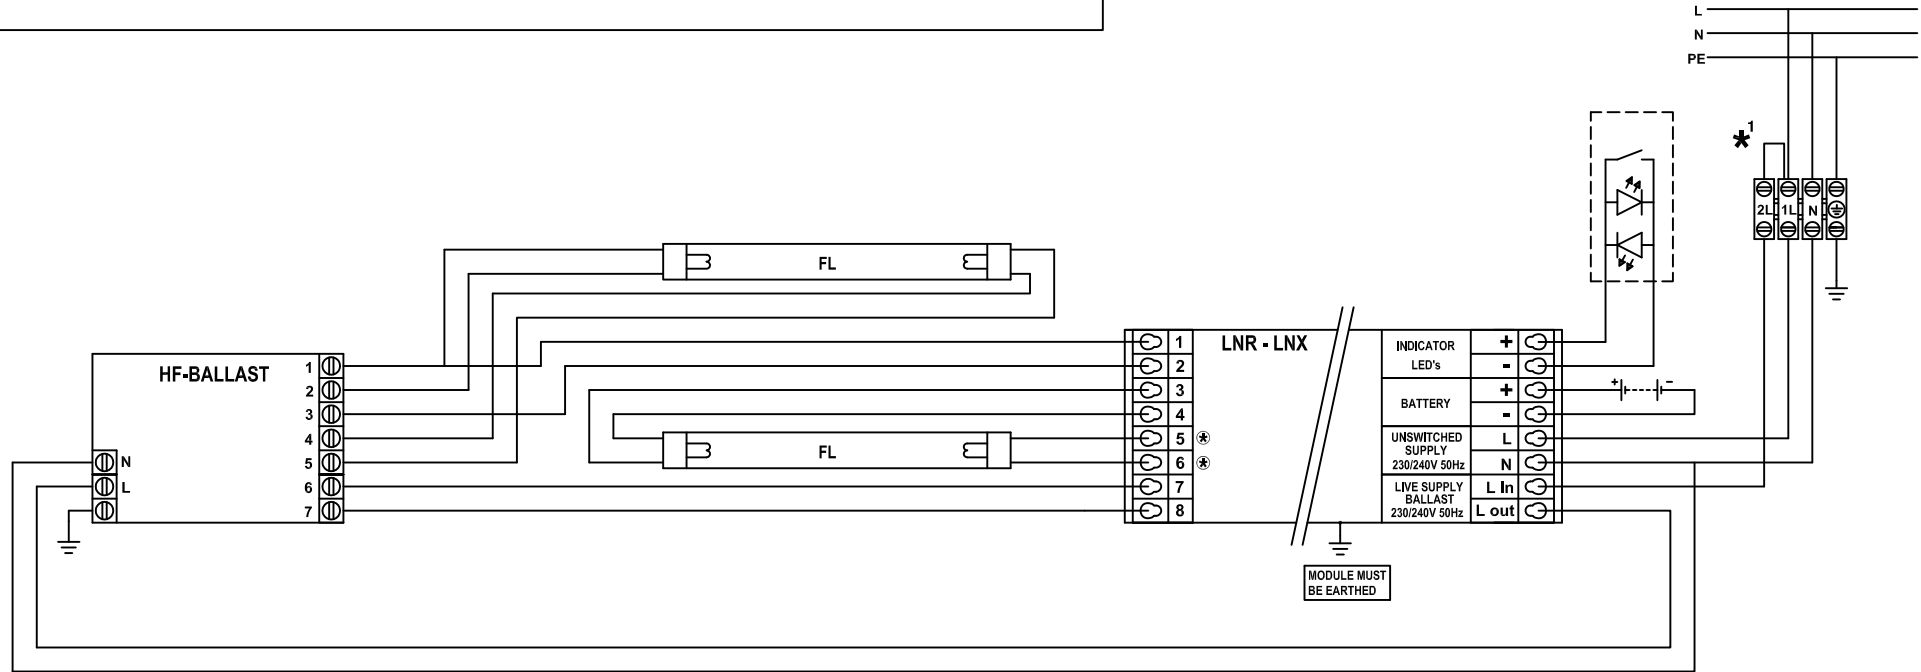 L
N
PE
*1
2L 1L N
FL
HF-BALLAST
1
2
3
4
5
6
7
N
L
FL
LNR - LNX
1
2
3
4
5 *
6 *
7
8
INDICATOR
LED's
+
-
BATTERY
+
-
UNSWITCHED
SUPPLY
230/240V 50Hz
L
N
LIVE SUPPLY
BALLAST
230/240V 50Hz
L In
L out
+ -
MODULE MUST
BE EARTHED